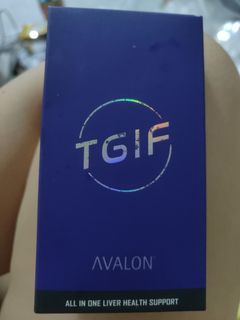 TGIF
AVALON
ALL IN ONE LIVER HEALTH SUPPORT